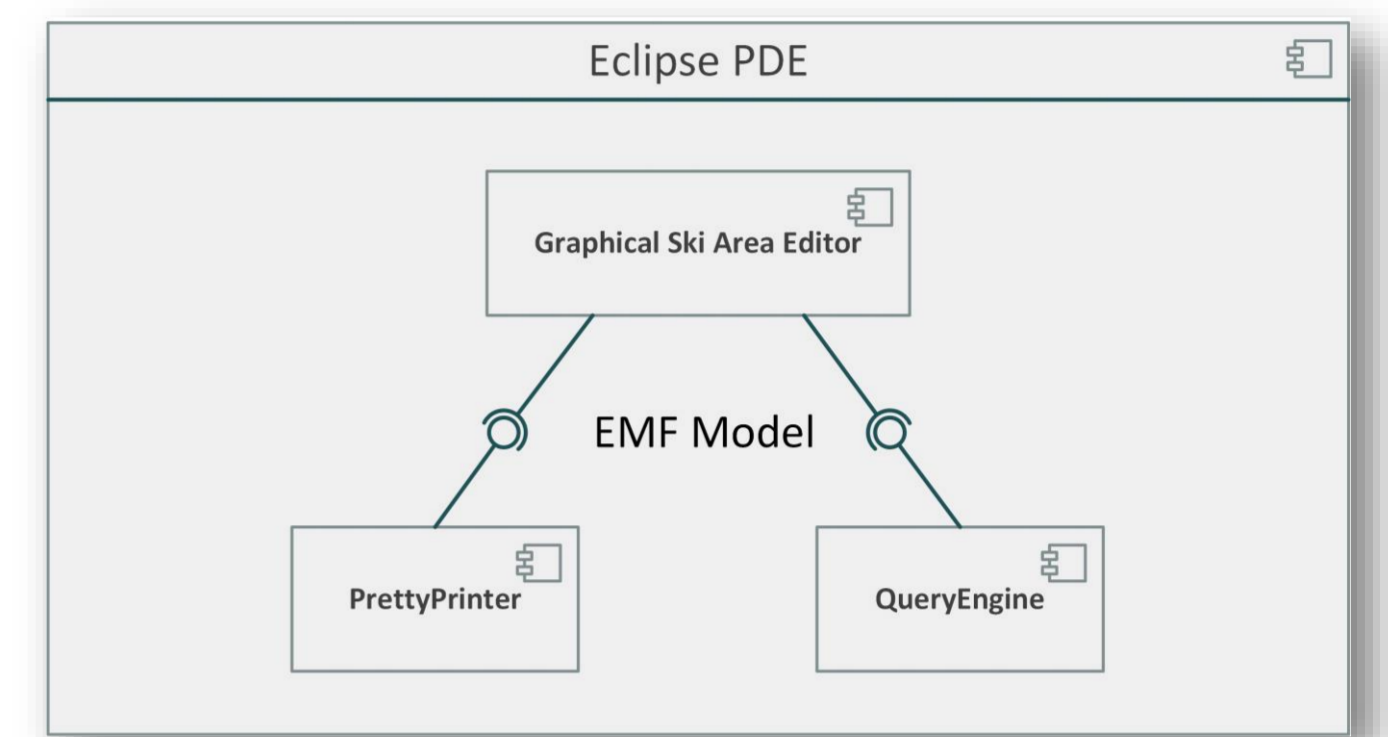 Eclipse PDE
Graphical Ski Area Editor
EMF Model
PrettyPrinter
QueryEngine